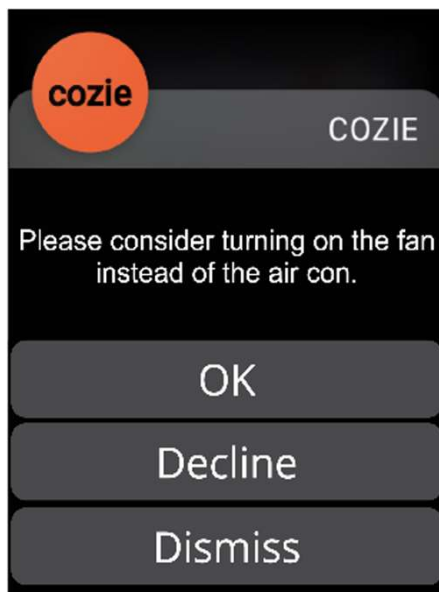 cozie
COZIE
Please consider turning on the fan
instead of the air con.
OK
Decline
Dismiss